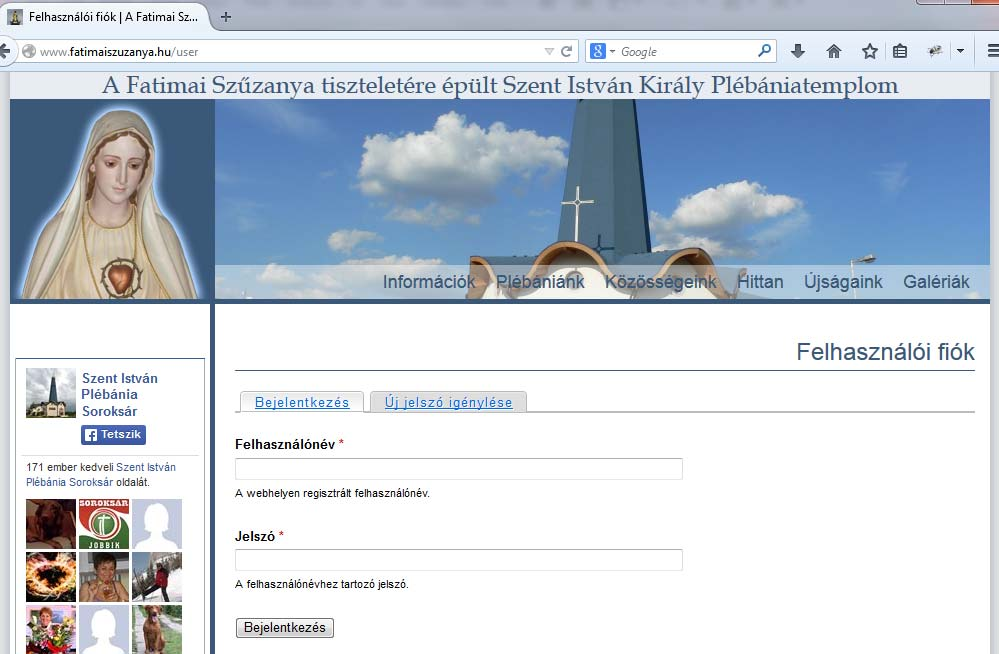 Felhasználói fiók | A Fatimai Sz...
www.fatimaiszuzanya.hu/user
Google
A Fatimai Szűzanya tiszteletére épült Szent István Király Plébániatemplom
Információk Plébániánk Közösségeink Hittan Újságaink Galériák
Felhasználói fiók
Szent István
Plébánia
Soroksár
Tetszik
171 ember kedveli Szent István
Plébánia Soroksár oldalát.
SOROKSÁR
JOBBIK
Bejelentkezés Új jelszó igénylése
Felhasználónév *
A webhelyen regisztrált felhasználónév.
Jelszó *
A felhasználónévhez tartozó jelszó.
Bejelentkezés